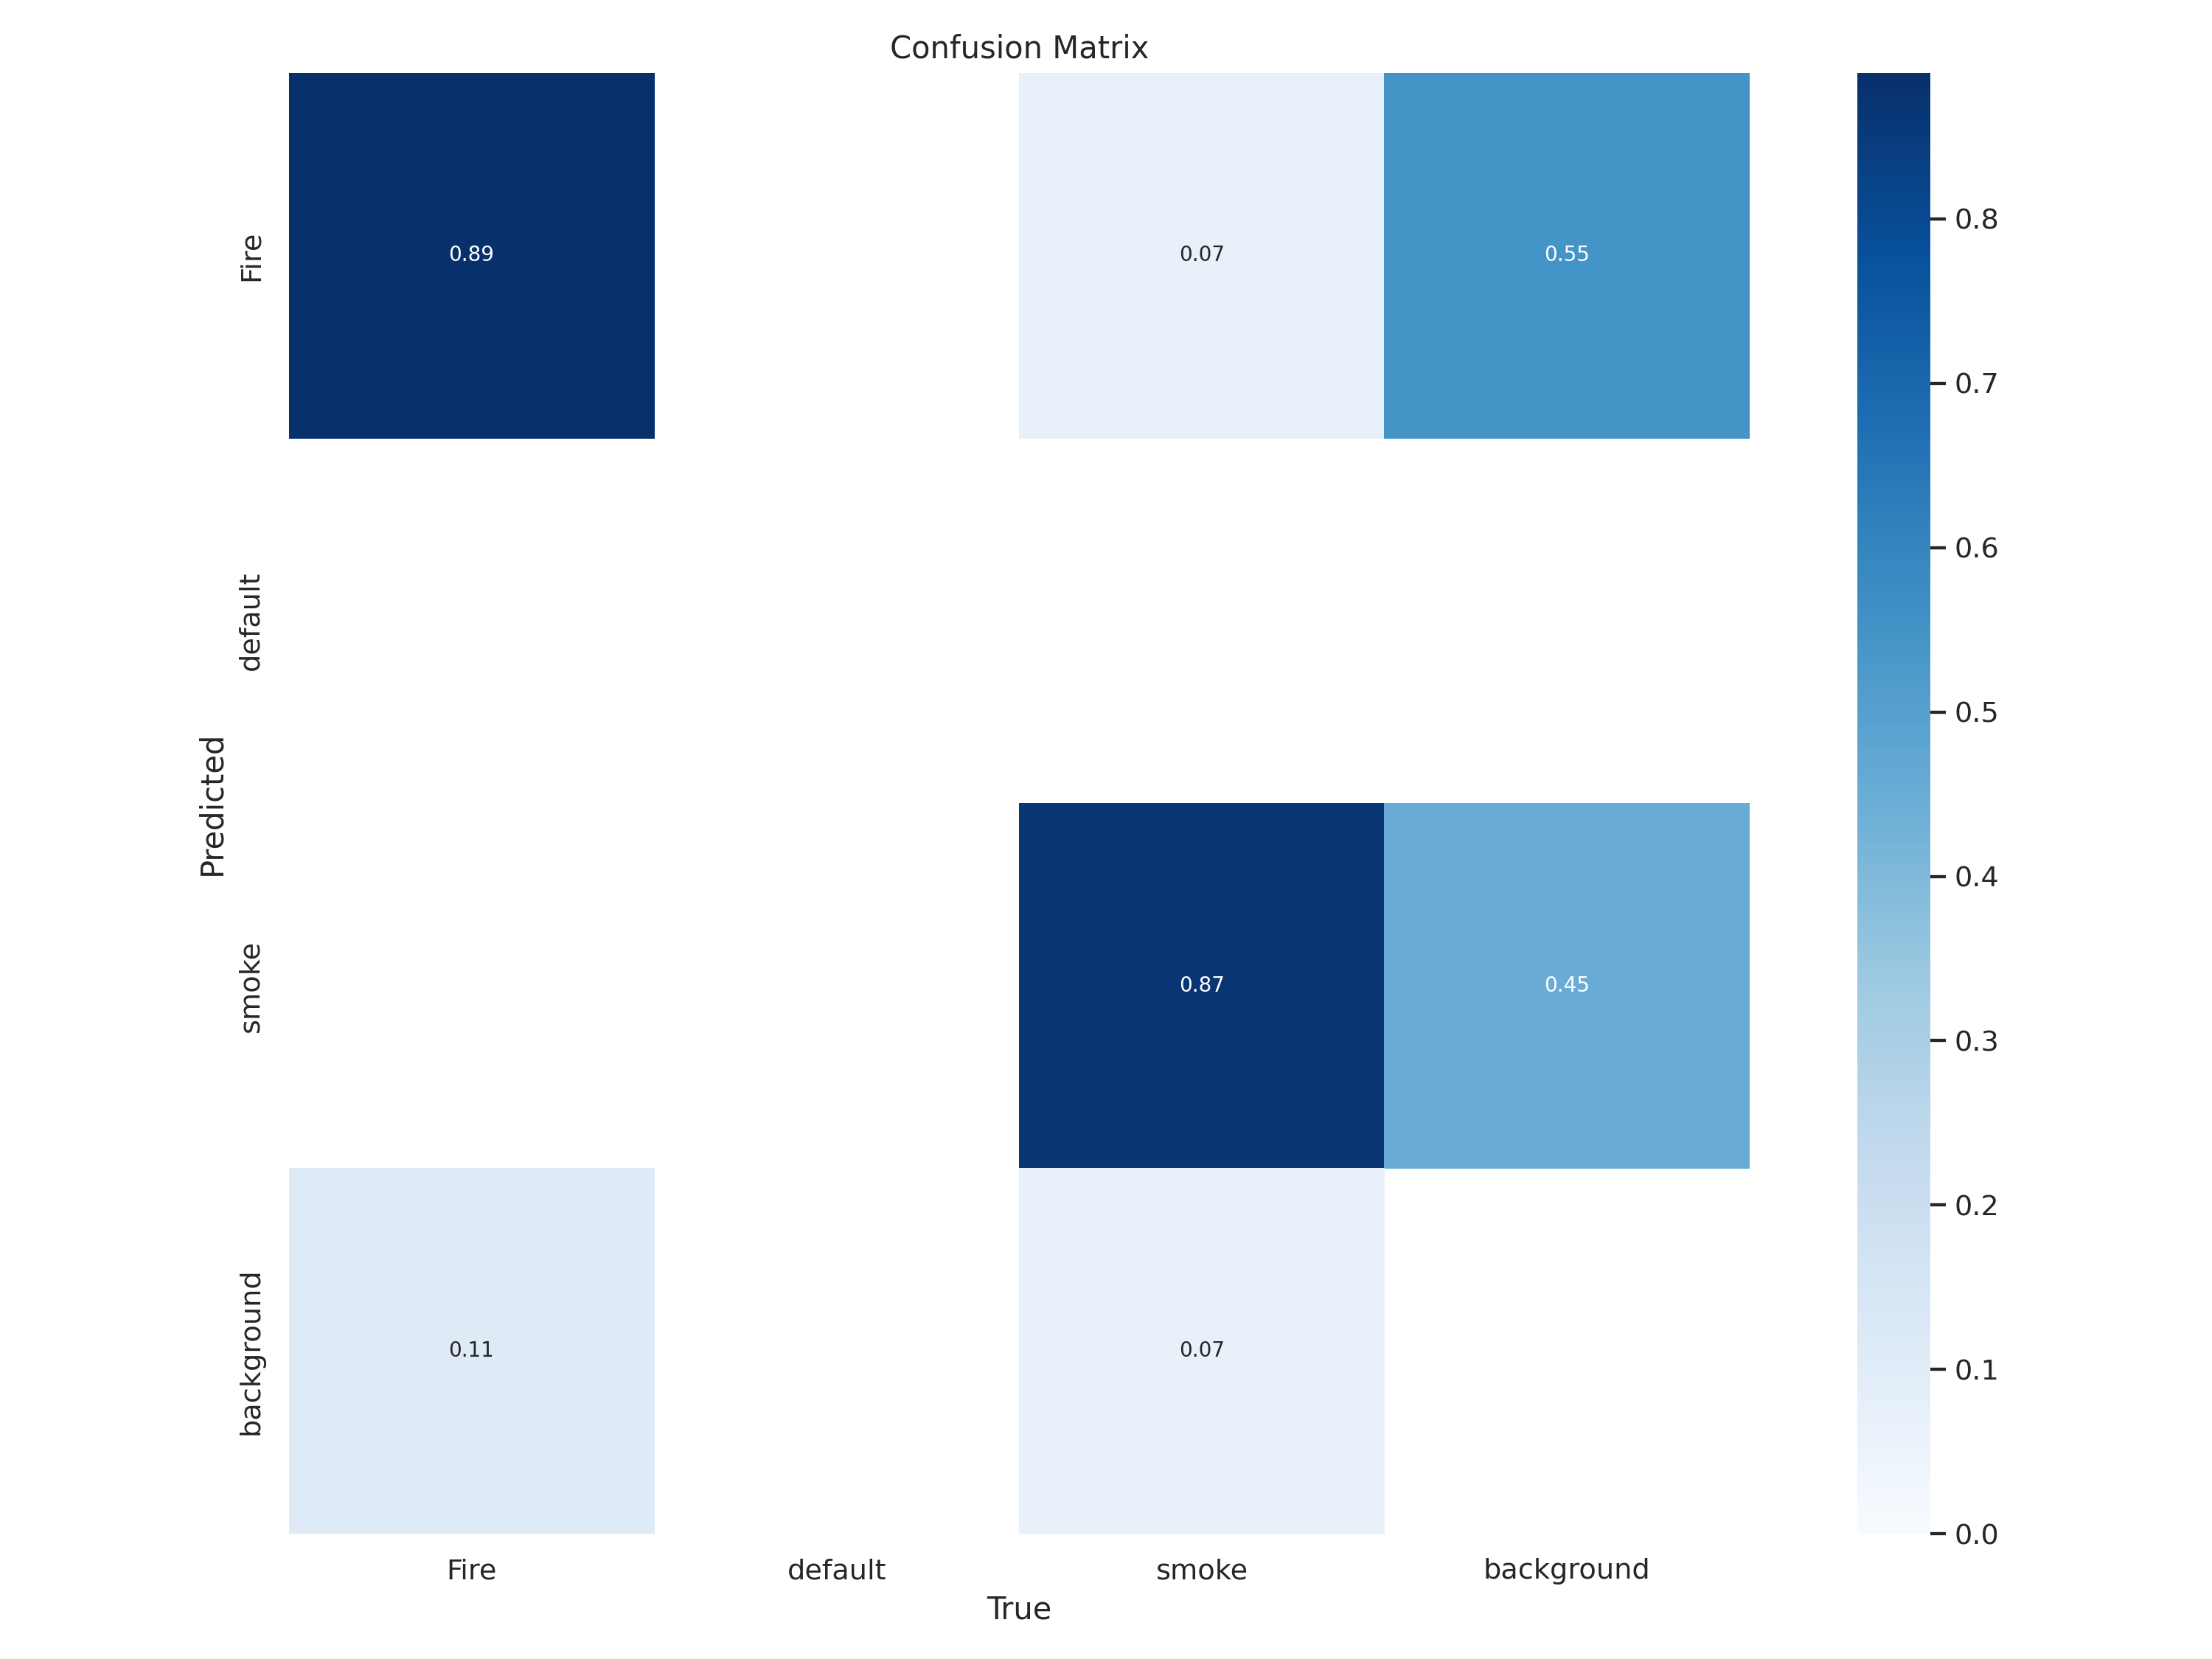 Confusion Matrix
Fire
0.89
0.07
0.55
default
Predicted
smoke
0.87
0.45
background
0.11
0.07
Fire
default
smoke
background
True
0.8
0.7
0.6
0.5
0.4
0.3
0.2
0.1
0.0